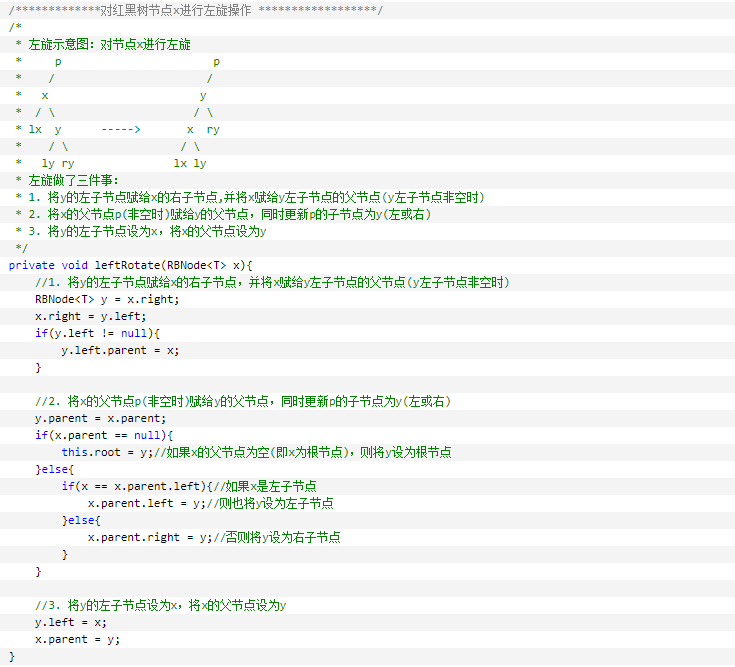 /*************对红黑树节点x进行左旋操作 ******************/
/*
 * 左旋示意图：对节点x进行左旋
 *     p                       p
 *    /                       /
 *   x                       y
 *  / \                     / \
 * lx  y      ----->       x  ry
 *    / \                 / \
 *   ly ry               lx ly
 * 左旋做了三件事：
 * 1. 将y的左子节点赋给x的右子节点,并将x赋给y左子节点的父节点(y左子节点非空时)
 * 2. 将x的父节点p(非空时)赋给y的父节点，同时更新p的子节点为y(左或右)
 * 3. 将y的左子节点设为x，将x的父节点设为y
 */
private void leftRotate(RBNode<T> x){
    //1. 将y的左子节点赋给x的右子节点，并将x赋给y左子节点的父节点(y左子节点非空时)
    RBNode<T> y = x.right;
    x.right = y.left;
    if(y.left != null){
        y.left.parent = x;
    }
    //2. 将x的父节点p(非空时)赋给y的父节点，同时更新p的子节点为y(左或右)
    y.parent = x.parent;
    if(x.parent == null){
        this.root = y;//如果x的父节点为空(即x为根节点)，则将y设为根节点
    }else{
        if(x == x.parent.left){//如果x是左子节点
            x.parent.left = y;//则也将y设为左子节点
        }else{
            x.parent.right = y;//否则将y设为右子节点
        }
    }
    //3. 将y的左子节点设为x，将x的父节点设为y
    y.left = x;
    x.parent = y;
}